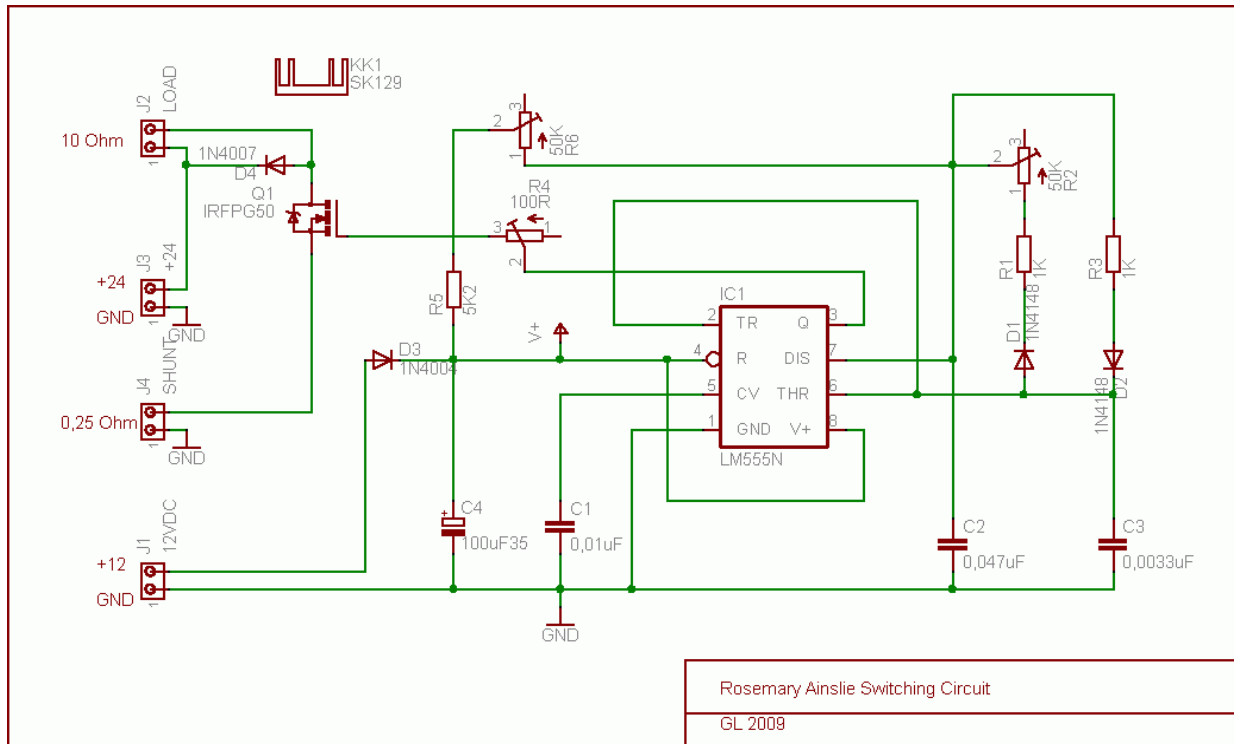 KK1
SK129
J2
LOAD
10 Ohm
1
1N4007
D4
Q1
IRFPG50
3
2
1
50K
R6
R4
100R
3
1
2
3
2
1
50K
R2
R1
1K
R3
1K
D1
1N4148
1N4148
D2
J3
+24
+24
GND
1
GND
R5
5K2
V+
D3
1N4004
IC1
2
TR
Q
3
4
R
DIS
7
5
CV
THR
6
1
GND
V+
8
LM555N
J4
SHUNT
0,25 Ohm
1
GND
J1
12VDC
+12
GND
1
+
C4
100uF35
C1
0,01uF
C2
0,047uF
C3
0,0033uF
GND
Rosemary Ainslie Switching Circuit
GL 2009